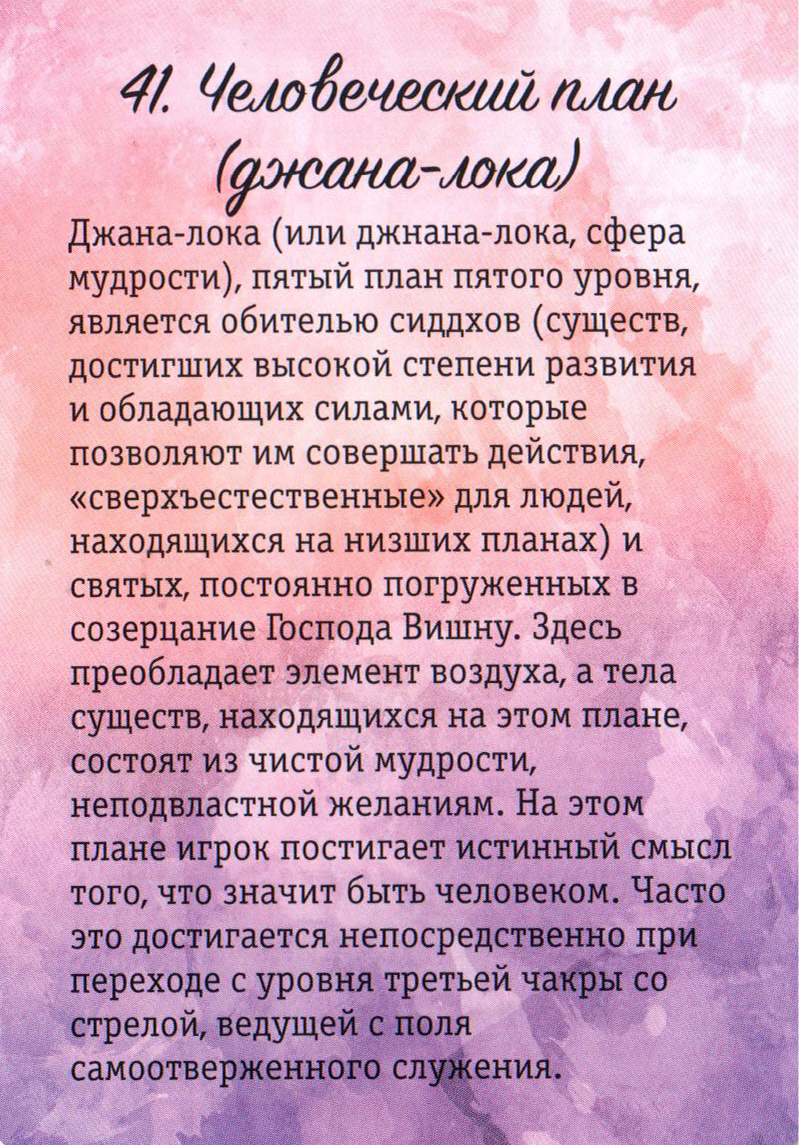 41. Человеческий план
(джана-лока)
Джана-лока (или джнана-лока, сфера
мудрости), пятый план пятого уровня,
является обителью сиддхов (существ,
достигших высокой степени развития
и обладающих силами, которые
позволяют им совершать действия,
«сверхъестественные» для людей,
находящихся на низших планах) и
святых, постоянно погруженных в
созерцание Господа Вишну. Здесь
преобладает элемент воздуха, а тела
существ, находящихся на этом плане,
состоят из чистой мудрости,
неподвластной желаниям. На этом
плане игрок постигает истинный смысл
того, что значит быть человеком. Часто
это достигается непосредственно при
переходе с уровня третьей чакры со
стрелой, ведущей с поля
самоотверженного служения.